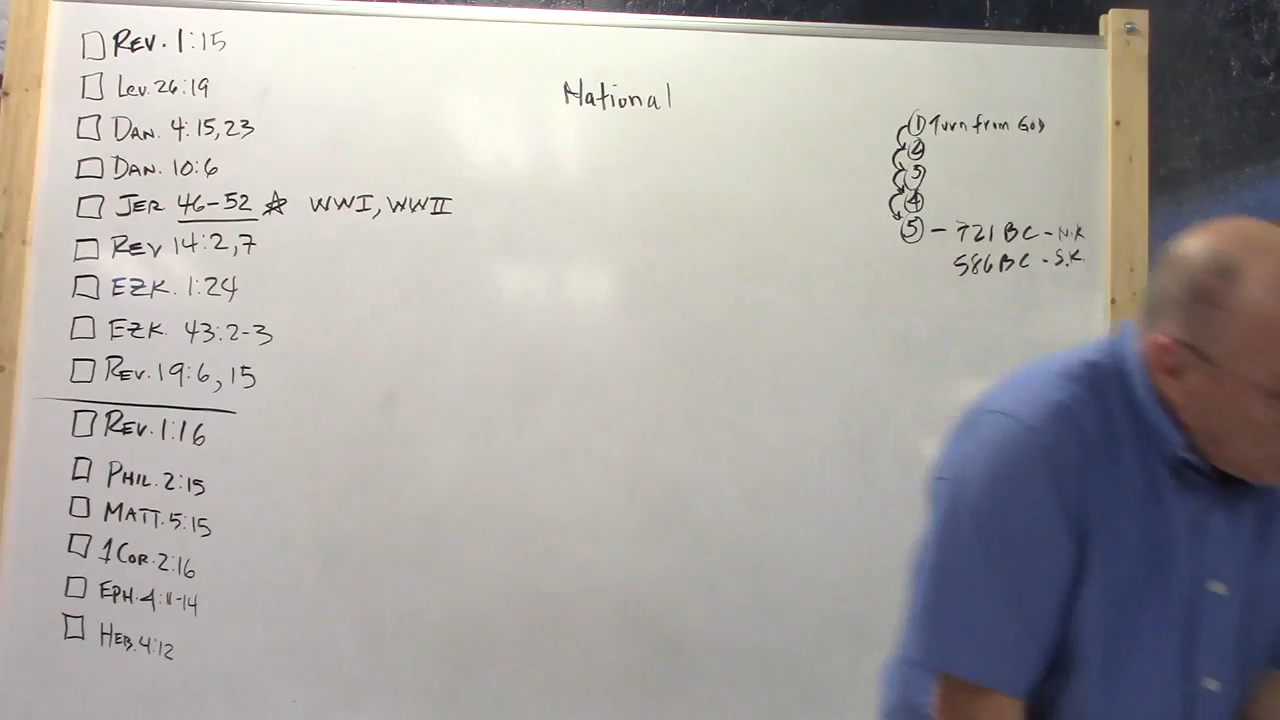 REV. 1:15
Lev. 26:19
DAN. 4:15,23
DAN. 10:6
JER 46-52 ☆ WWI, WWII
REV 14:2,7
EZK. 1:24
EZK. 43:2-3
REV. 19:6, 15
REV. 1:16
PHIL. 2:15
MATT. 5:15
1 COR. 2:16
EPH. 4:11-14
HEB. 4:12
National
① Turn from God
②
③
④
⑤ - 721 BC - N.K
586 BC - S.K.